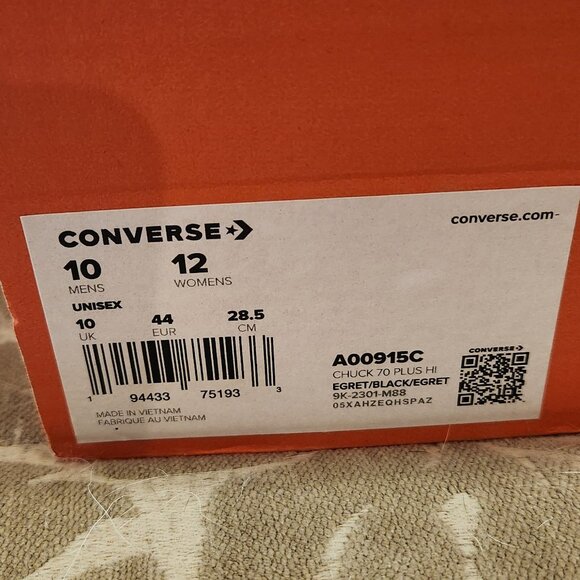 CONVERSE
converse.com
10 12
MENS WOMENS
UNISEX
10 44 28.5
UK EUR CM
1 94433 75193 3
MADE IN VIETNAM
FABRIQUE AU VIETNAM
CONVERSE
A00915C
CHUCK 70 PLUS HI
EGRET/BLACK/EGRET
9K-2301-M88
05XAHZEQHSPAZ